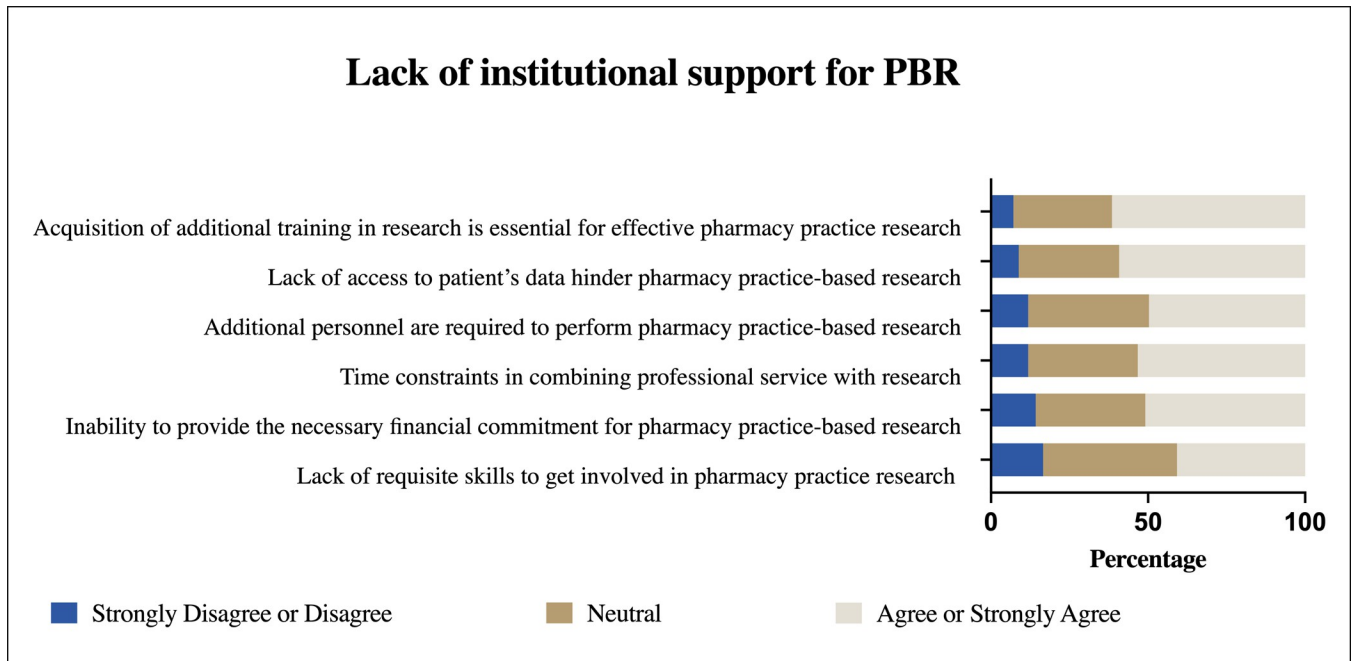 Lack of institutional support for PBR
Acquisition of additional training in research is essential for effective pharmacy practice research
Lack of access to patient’s data hinder pharmacy practice-based research
Additional personnel are required to perform pharmacy practice-based research
Time constraints in combining professional service with research
Inability to provide the necessary financial commitment for pharmacy practice-based research
Lack of requisite skills to get involved in pharmacy practice research
0 50 100
Percentage
Strongly Disagree or Disagree Neutral Agree or Strongly Agree